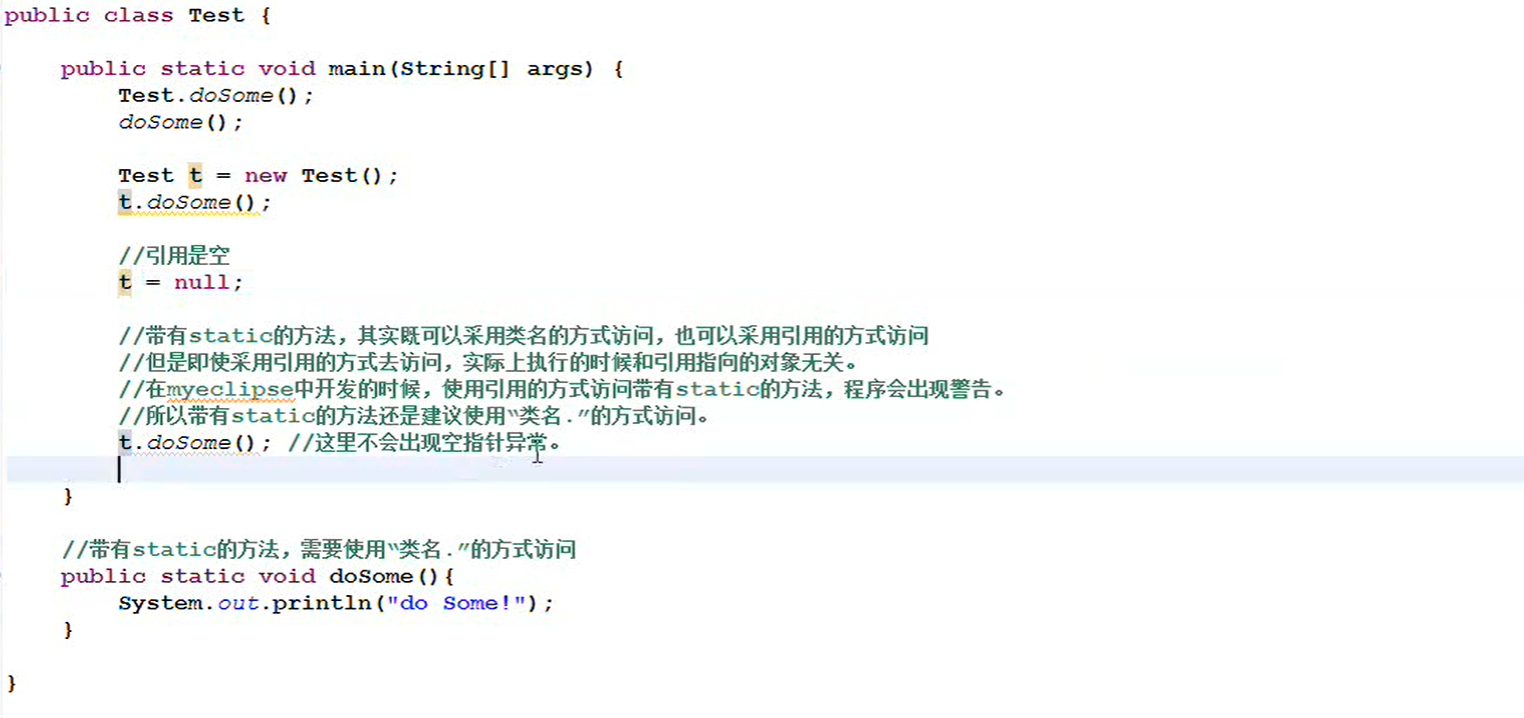 public class Test {
public static void main(String[] args) {
Test.doSome();
doSome();
Test t = new Test();
t.doSome();
//引用是空
t = null;
//带有static的方法，其实既可以采用类名的方式访问，也可以采用引用的方式访问
//但是即使采用引用的方式去访问，实际上执行的时候和引用指向的对象无关。
//在myeclipse中开发的时候，使用引用的方式访问带有static的方法，程序会出现警告。
//所以带有static的方法还是建议使用“类名.”的方式访问。
t.doSome(); //这里不会出现空指针异常。
}
//带有static的方法，需要使用“类名.”的方式访问
public static void doSome(){
System.out.println("do Some!");
}
}